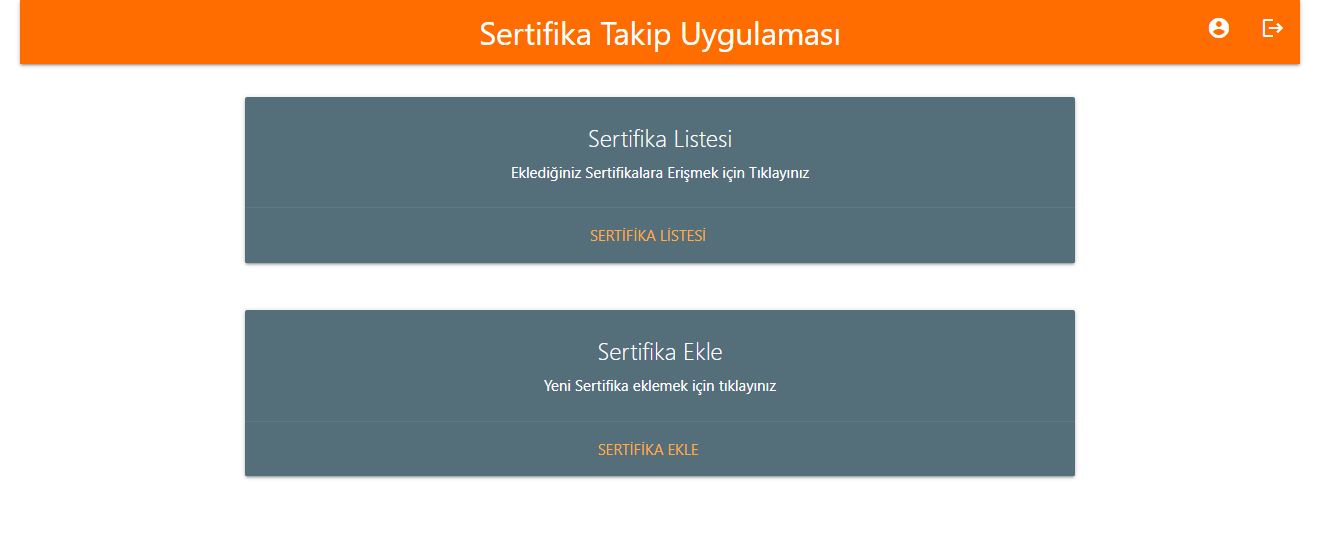 Sertifika Takip Uygulaması
Sertifika Listesi
Eklediğiniz Sertifikalara Erişmek için Tıklayınız
SERTİFİKA LİSTESİ
Sertifika Ekle
Yeni Sertifika eklemek için tıklayınız
SERTİFİKA EKLE